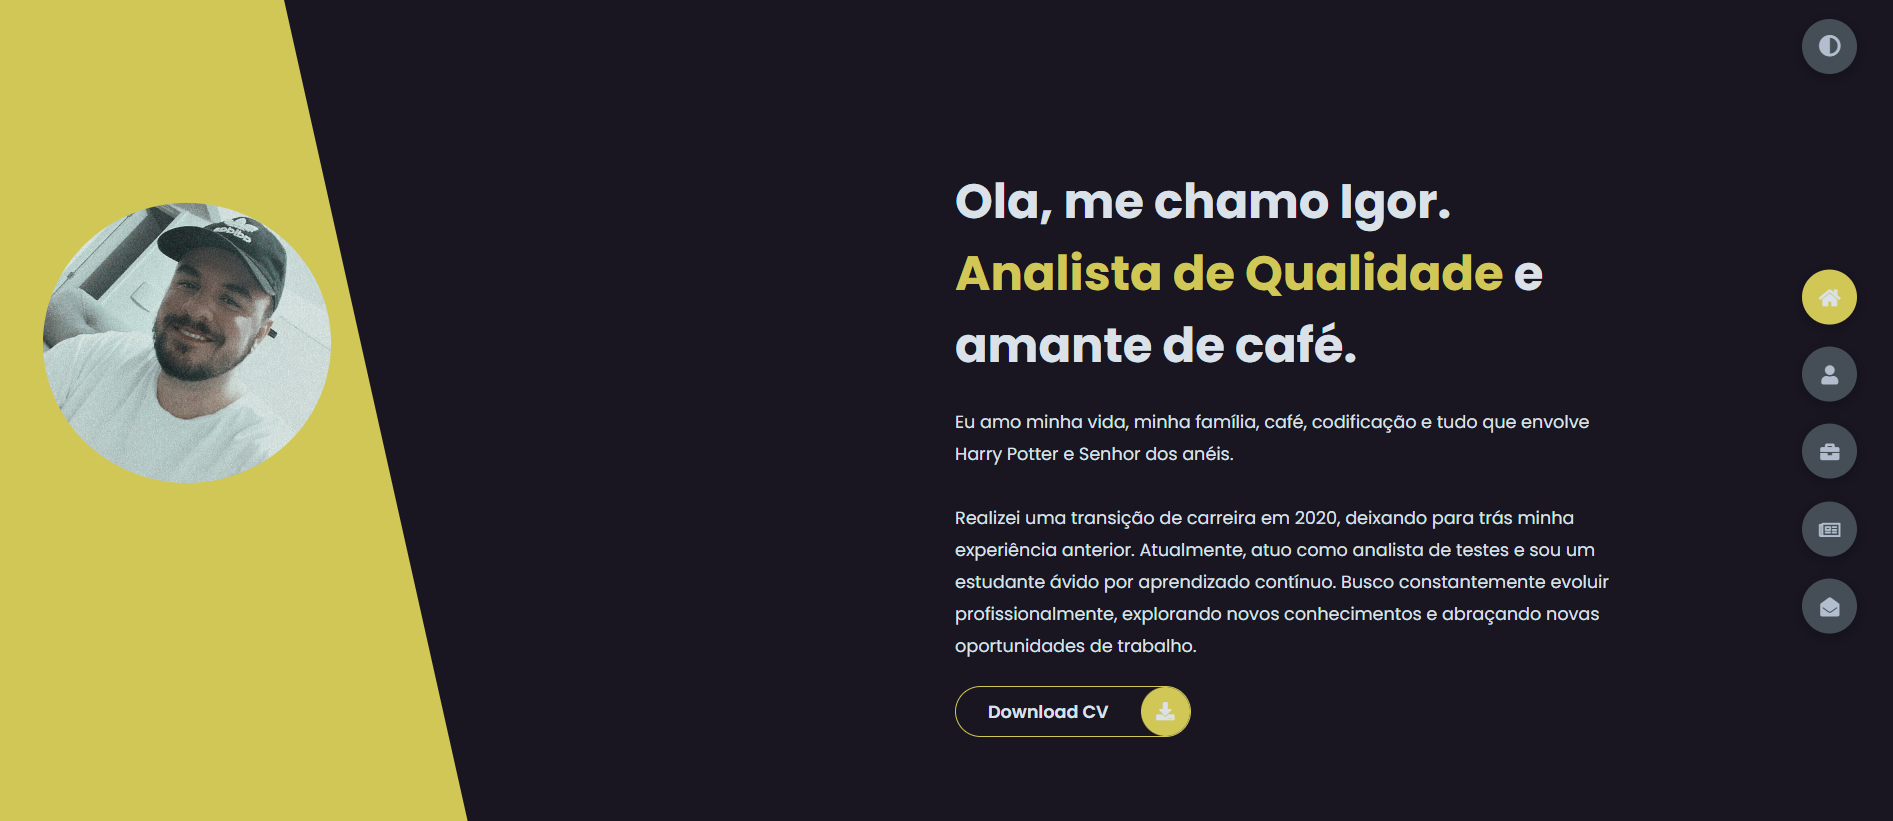 Ola, me chamo Igor.
Analista de Qualidade e
amante de café.
Eu amo minha vida, minha família, café, codificação e tudo que envolve
Harry Potter e Senhor dos anéis.
Realizei uma transição de carreira em 2020, deixando para trás minha
experiência anterior. Atualmente, atuo como analista de testes e sou um
estudante ávido por aprendizado contínuo. Busco constantemente evoluir
profissionalmente, explorando novos conhecimentos e abraçando novas
oportunidades de trabalho.
Download CV